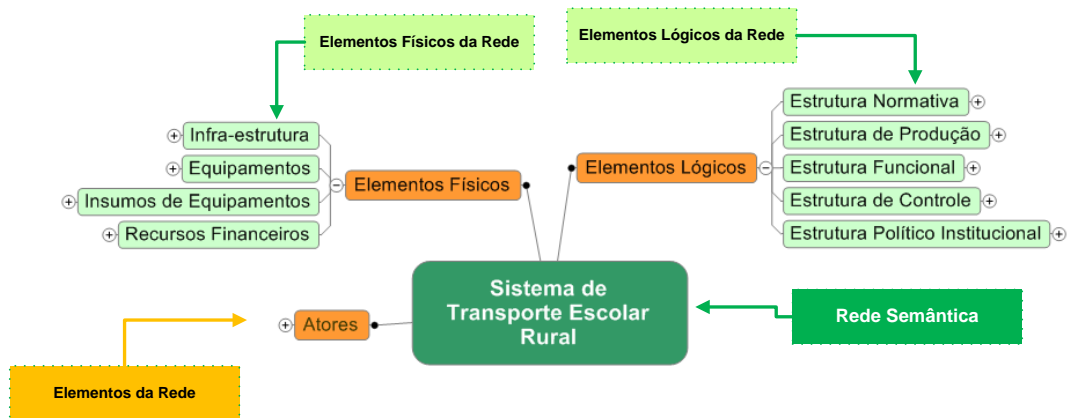 Elementos Físicos da Rede
Elementos Lógicos da Rede
Infra-estrutura
Equipamentos
Insumos de Equipamentos
Recursos Financeiros
Elementos Físicos
Elementos Lógicos
Estrutura Normativa
Estrutura de Produção
Estrutura Funcional
Estrutura de Controle
Estrutura Político Institucional
Sistema de
Transporte Escolar
Rural
Atores
Rede Semântica
Elementos da Rede